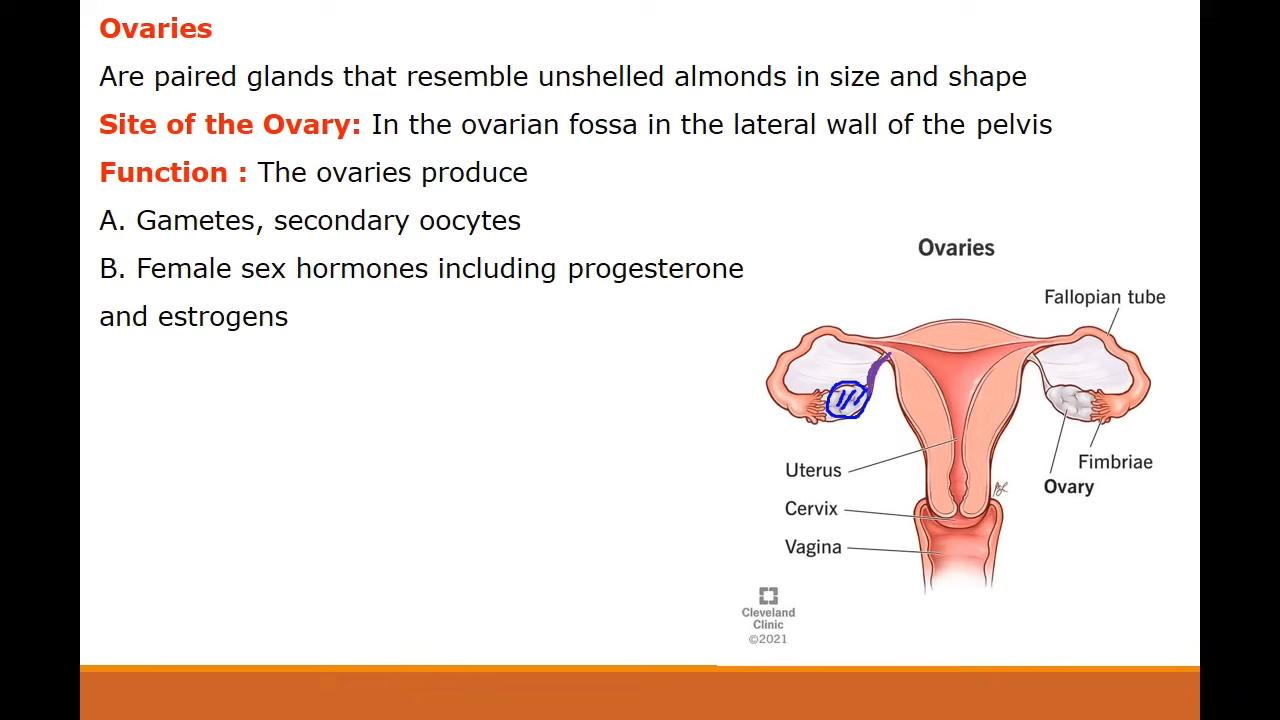 Ovaries
Are paired glands that resemble unshelled almonds in size and shape
Site of the Ovary: In the ovarian fossa in the lateral wall of the pelvis
Function : The ovaries produce
A. Gametes, secondary oocytes
B. Female sex hormones including progesterone
and estrogens
Ovaries
Fallopian tube
Uterus
Fimbriae
Ovary
Cervix
Vagina
Cleveland
Clinic
©2021